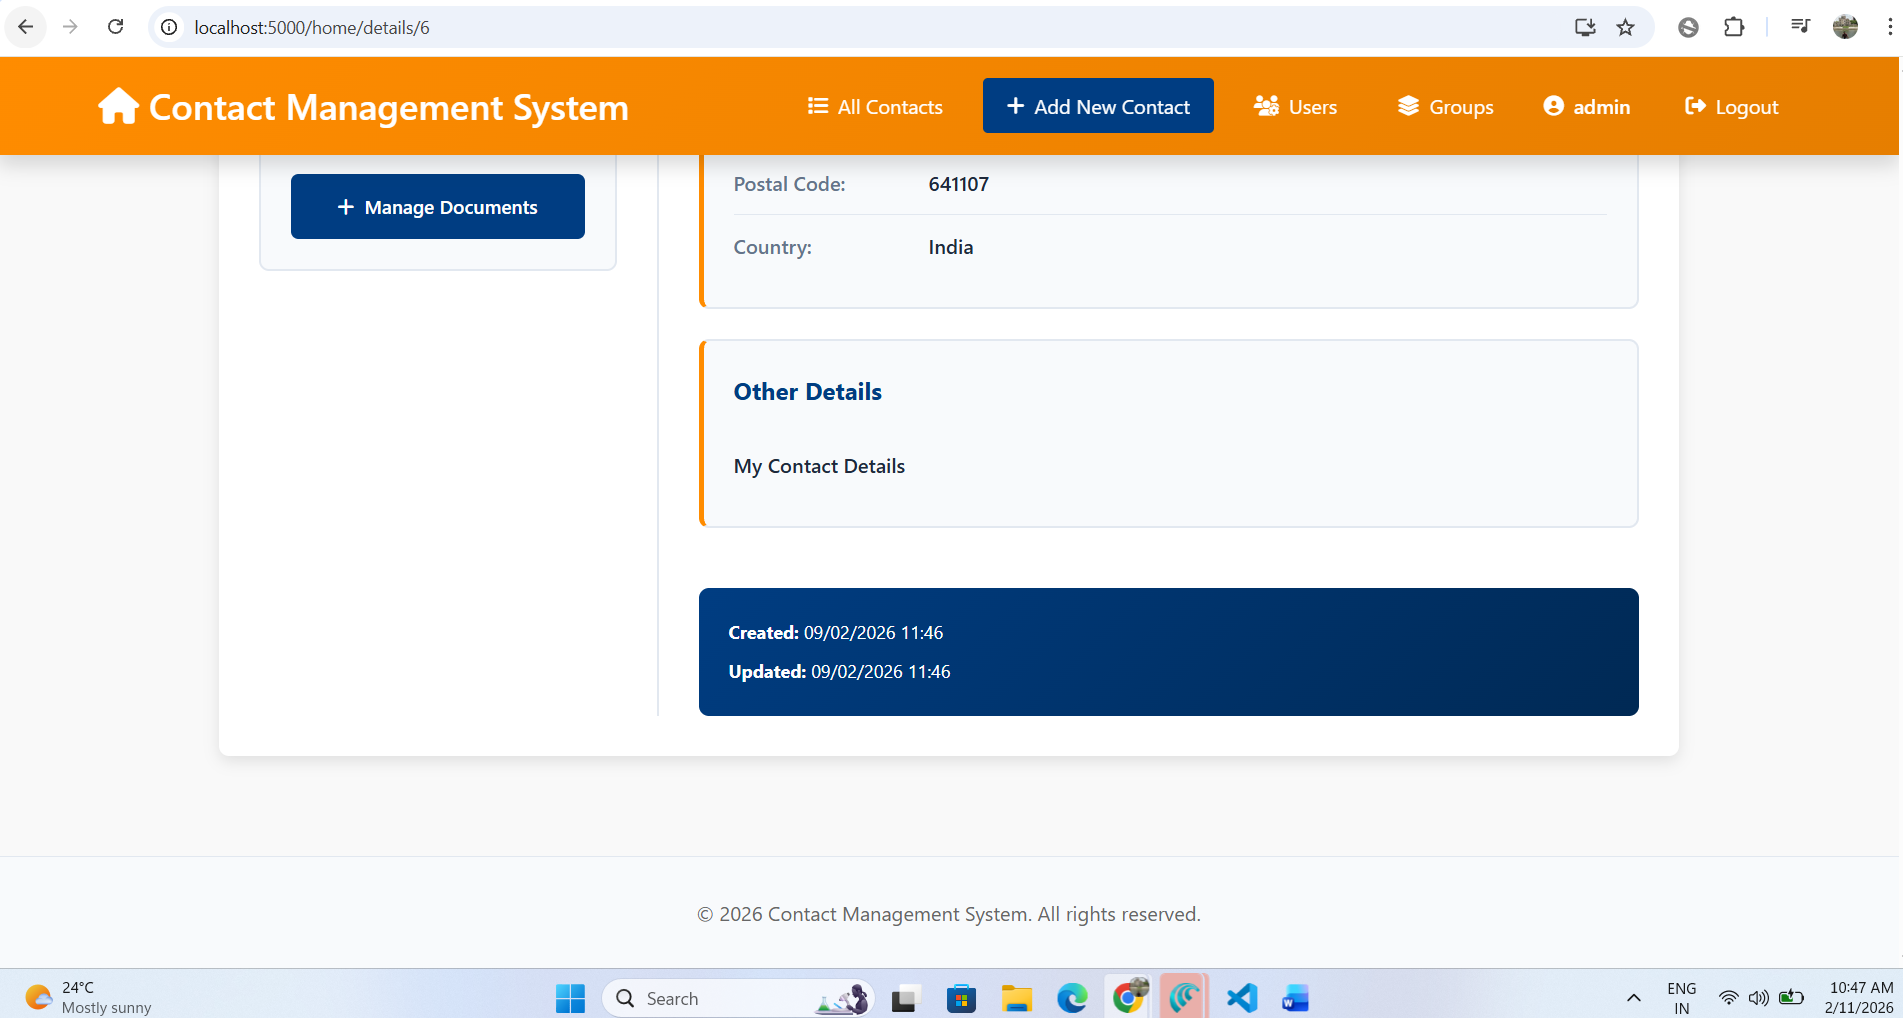 localhost:5000/home/details/6
Contact Management System
All Contacts
Add New Contact
Users
Groups
admin
Logout
Manage Documents
Postal Code: 641107
Country: India
Other Details
My Contact Details
Created: 09/02/2026 11:46
Updated: 09/02/2026 11:46
© 2026 Contact Management System. All rights reserved.
24°C
Mostly sunny
Search
ENG
IN
10:47 AM
2/11/2026